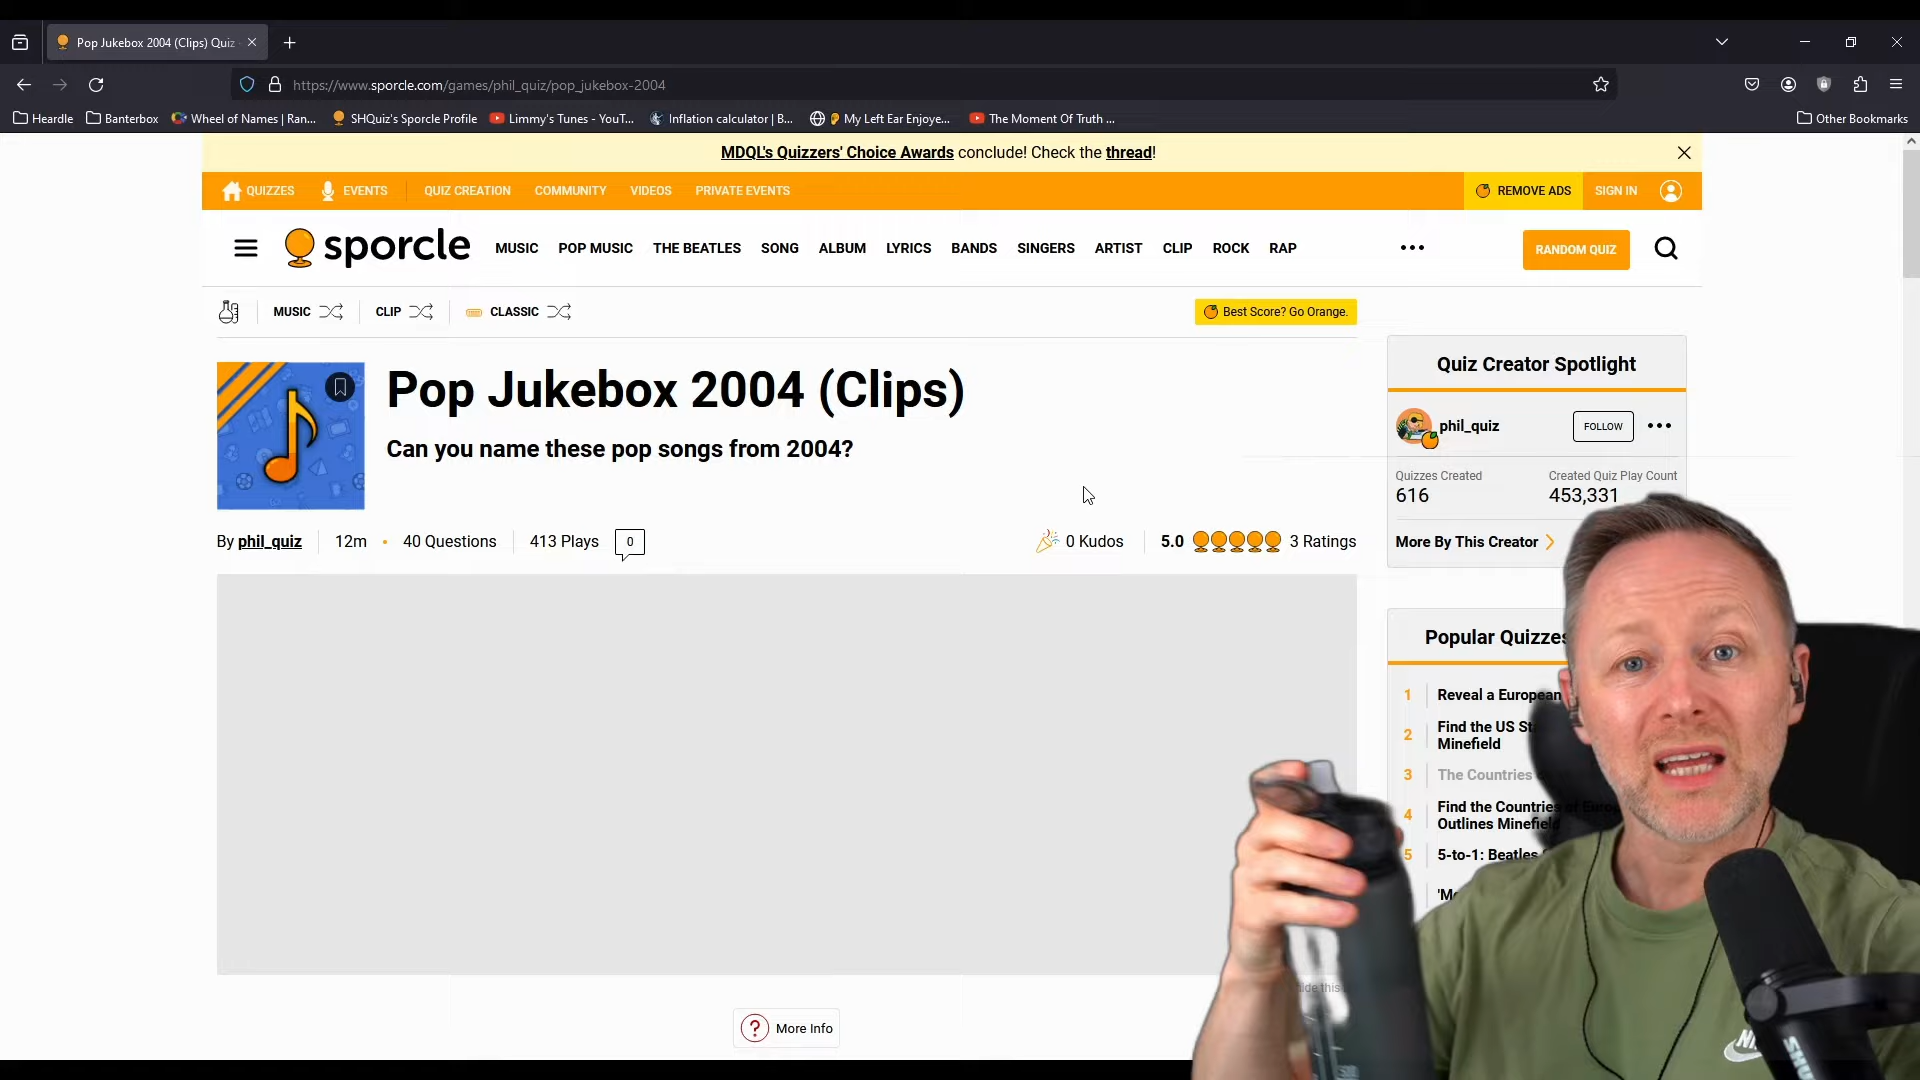 Pop Jukebox 2004 (Clips) Quiz
https://www.sporcle.com/games/phil_quiz/pop_jukebox-2004
Heardle
Banterbox
Wheel of Names | Ran...
SHQuiz's Sporcle Profile
Limmy's Tunes - YouT...
Inflation calculator | B...
My Left Ear Enjoye...
The Moment Of Truth ...
Other Bookmarks
MDQL's Quizzers' Choice Awards conclude! Check the thread!
QUIZZES EVENTS QUIZ CREATION COMMUNITY VIDEOS PRIVATE EVENTS
REMOVE ADS SIGN IN
sporcle
MUSIC POP MUSIC THE BEATLES SONG ALBUM LYRICS BANDS SINGERS ARTIST CLIP ROCK RAP
RANDOM QUIZ
MUSIC CLIP CLASSIC
Best Score? Go Orange.
Pop Jukebox 2004 (Clips)
Can you name these pop songs from 2004?
By phil_quiz 12m • 40 Questions 413 Plays 0
0 Kudos 5.0 3 Ratings
Quiz Creator Spotlight
phil_quiz
FOLLOW
Quizzes Created
616
Created Quiz Play Count
453,331
More By This Creator
Popular Quizzes
1 Reveal a European
2 Find the US
Minefield
3 The Countries
4 Find the Countries of
Outlines Minefield
5 5-to-1: Beatles
? More Info